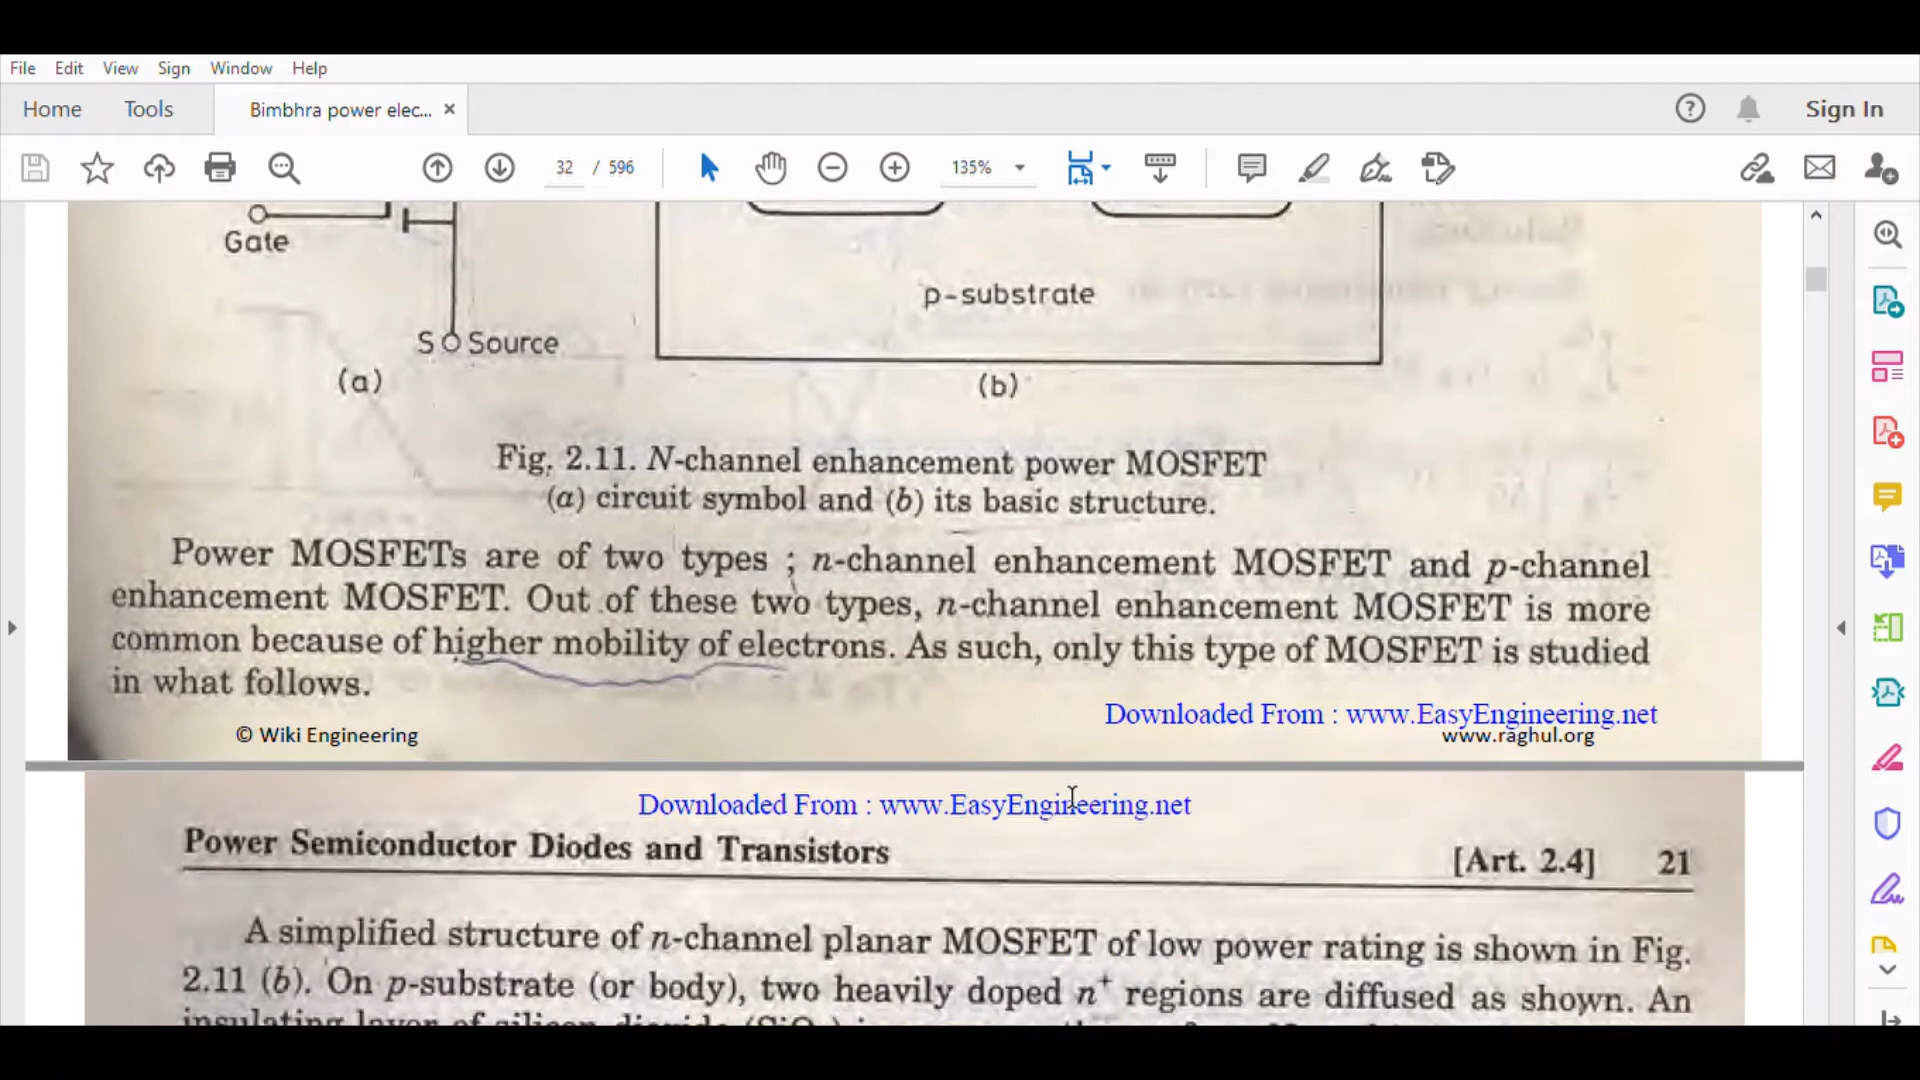 File Edit View Sign Window Help
Home Tools Bimbhra power elec... × Sign In
32 / 596 135%
Gate
p-substrate
S Source
(a)
(b)
Fig. 2.11. N-channel enhancement power MOSFET
(a) circuit symbol and (b) its basic structure.
Power MOSFETs are of two types ; n-channel enhancement MOSFET and p-channel
enhancement MOSFET. Out of these two types, n-channel enhancement MOSFET is more
common because of higher mobility of electrons. As such, only this type of MOSFET is studied
in what follows.
Downloaded From : www.EasyEngineering.net
© Wiki Engineering www.raghul.org
Downloaded From : www.EasyEngineering.net
Power Semiconductor Diodes and Transistors [Art. 2.4] 21
A simplified structure of n-channel planar MOSFET of low power rating is shown in Fig.
2.11 (b). On p-substrate (or body), two heavily doped n⁺ regions are diffused as shown. An
insulating layer of silicon dioxide